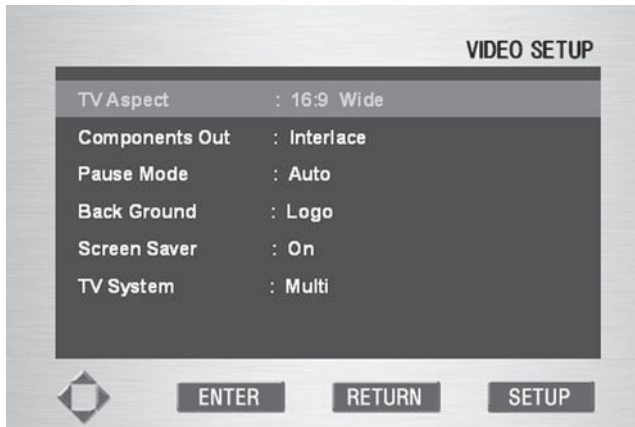 VIDEO SETUP
TV Aspect : 16:9 Wide
Components Out : Interlace
Pause Mode : Auto
Back Ground : Logo
Screen Saver : On
TV System : Multi
ENTER RETURN SETUP